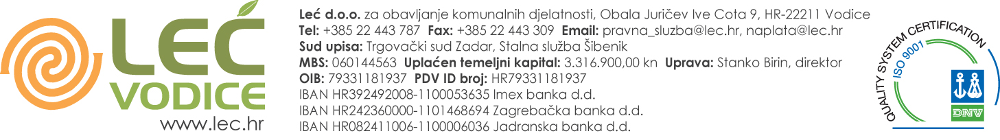 LEĆ
VODICE
www.lec.hr
Leć d.o.o. za obavljanje komunalnih djelatnosti, Obala Juričev Ive Cota 9, HR-22211 Vodice
Tel: +385 22 443 787 Fax: +385 22 443 309 Email: pravna_sluzba@lec.hr, naplata@lec.hr
Sud upisa: Trgovački sud Zadar, Stalna služba Šibenik
MBS: 060144563 Uplaćen temeljni kapital: 3.316.900,00 kn Uprava: Stanko Birin, direktor
OIB: 79331181937 PDV ID broj: HR79331181937
IBAN HR392492008-1100053635 Imex banka d.d.
IBAN HR242360000-1101468694 Zagrebačka banka d.d.
IBAN HR082411006-1100006036 Jadranska banka d.d.
QUALITY SYSTEM CERTIFICATION
ISO 9001
DNV